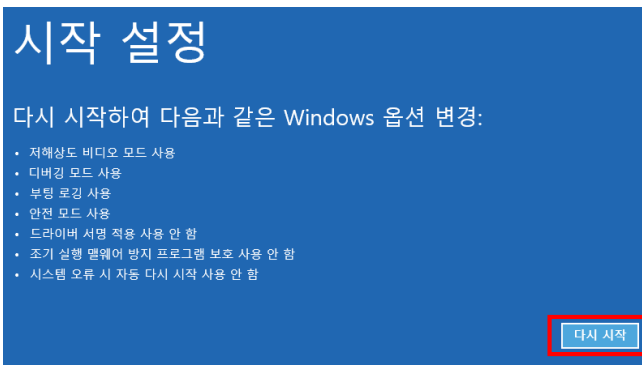 시작 설정
다시 시작하여 다음과 같은 Windows 옵션 변경:
• 저해상도 비디오 모드 사용
• 디버깅 모드 사용
• 부팅 로깅 사용
• 안전 모드 사용
• 드라이버 서명 적용 사용 안 함
• 조기 실행 맬웨어 방지 프로그램 보호 사용 안 함
• 시스템 오류 시 자동 다시 시작 사용 안 함
다시 시작